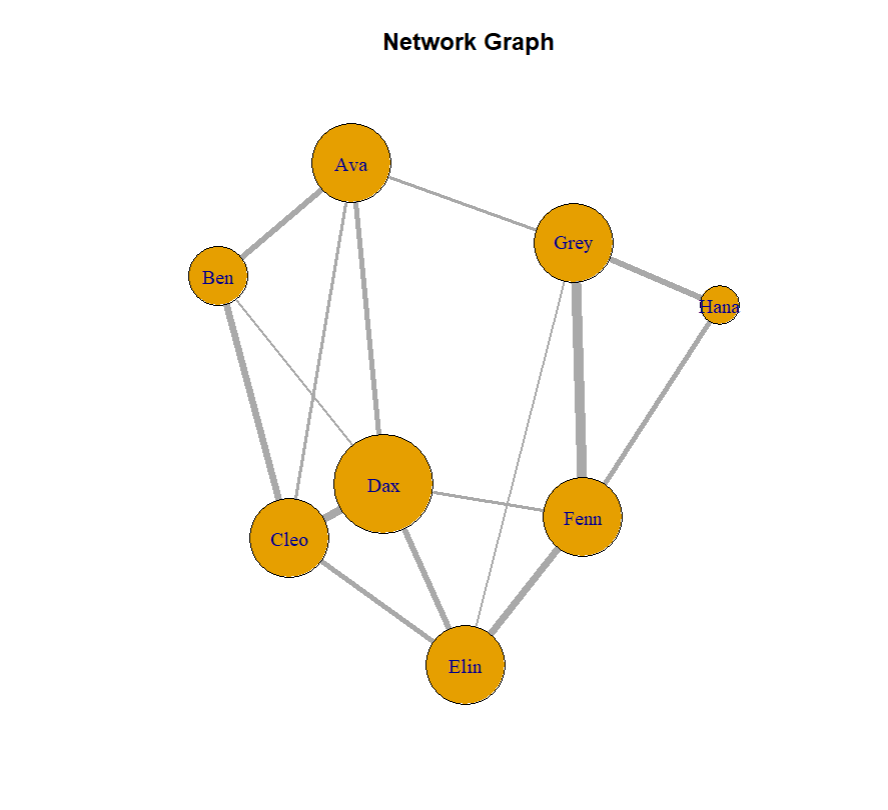 Network Graph
Ava
Grey
Ben
Hana
Dax
Fenn
Cleo
Elin